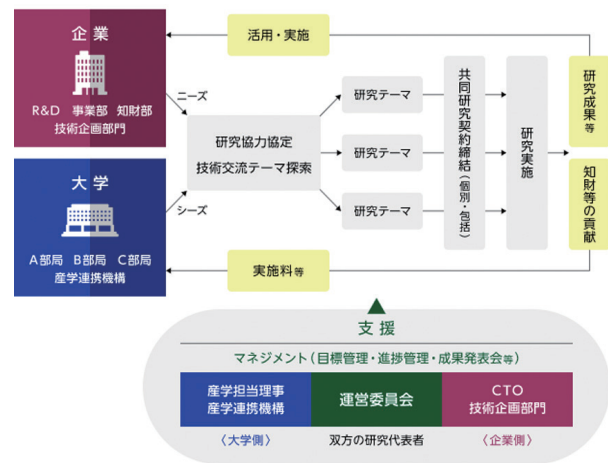 企業
R&D 事業部 知財部
技術企画部門
大学
A部局 B部局 C部局
産学連携機構
ニーズ
シーズ
活用・実施
研究協力協定
技術交流テーマ探索
研究テーマ
研究テーマ
研究テーマ
共同研究契約締結(個別・包括)
研究実施
研究成果等
知財等の貢献
実施料等
支援
マネジメント(目標管理・進捗管理・成果発表会等)
産学担当理事
産学連携機構
運営委員会
CTO
技術企画部門
〈大学側〉
双方の研究代表者
〈企業側〉